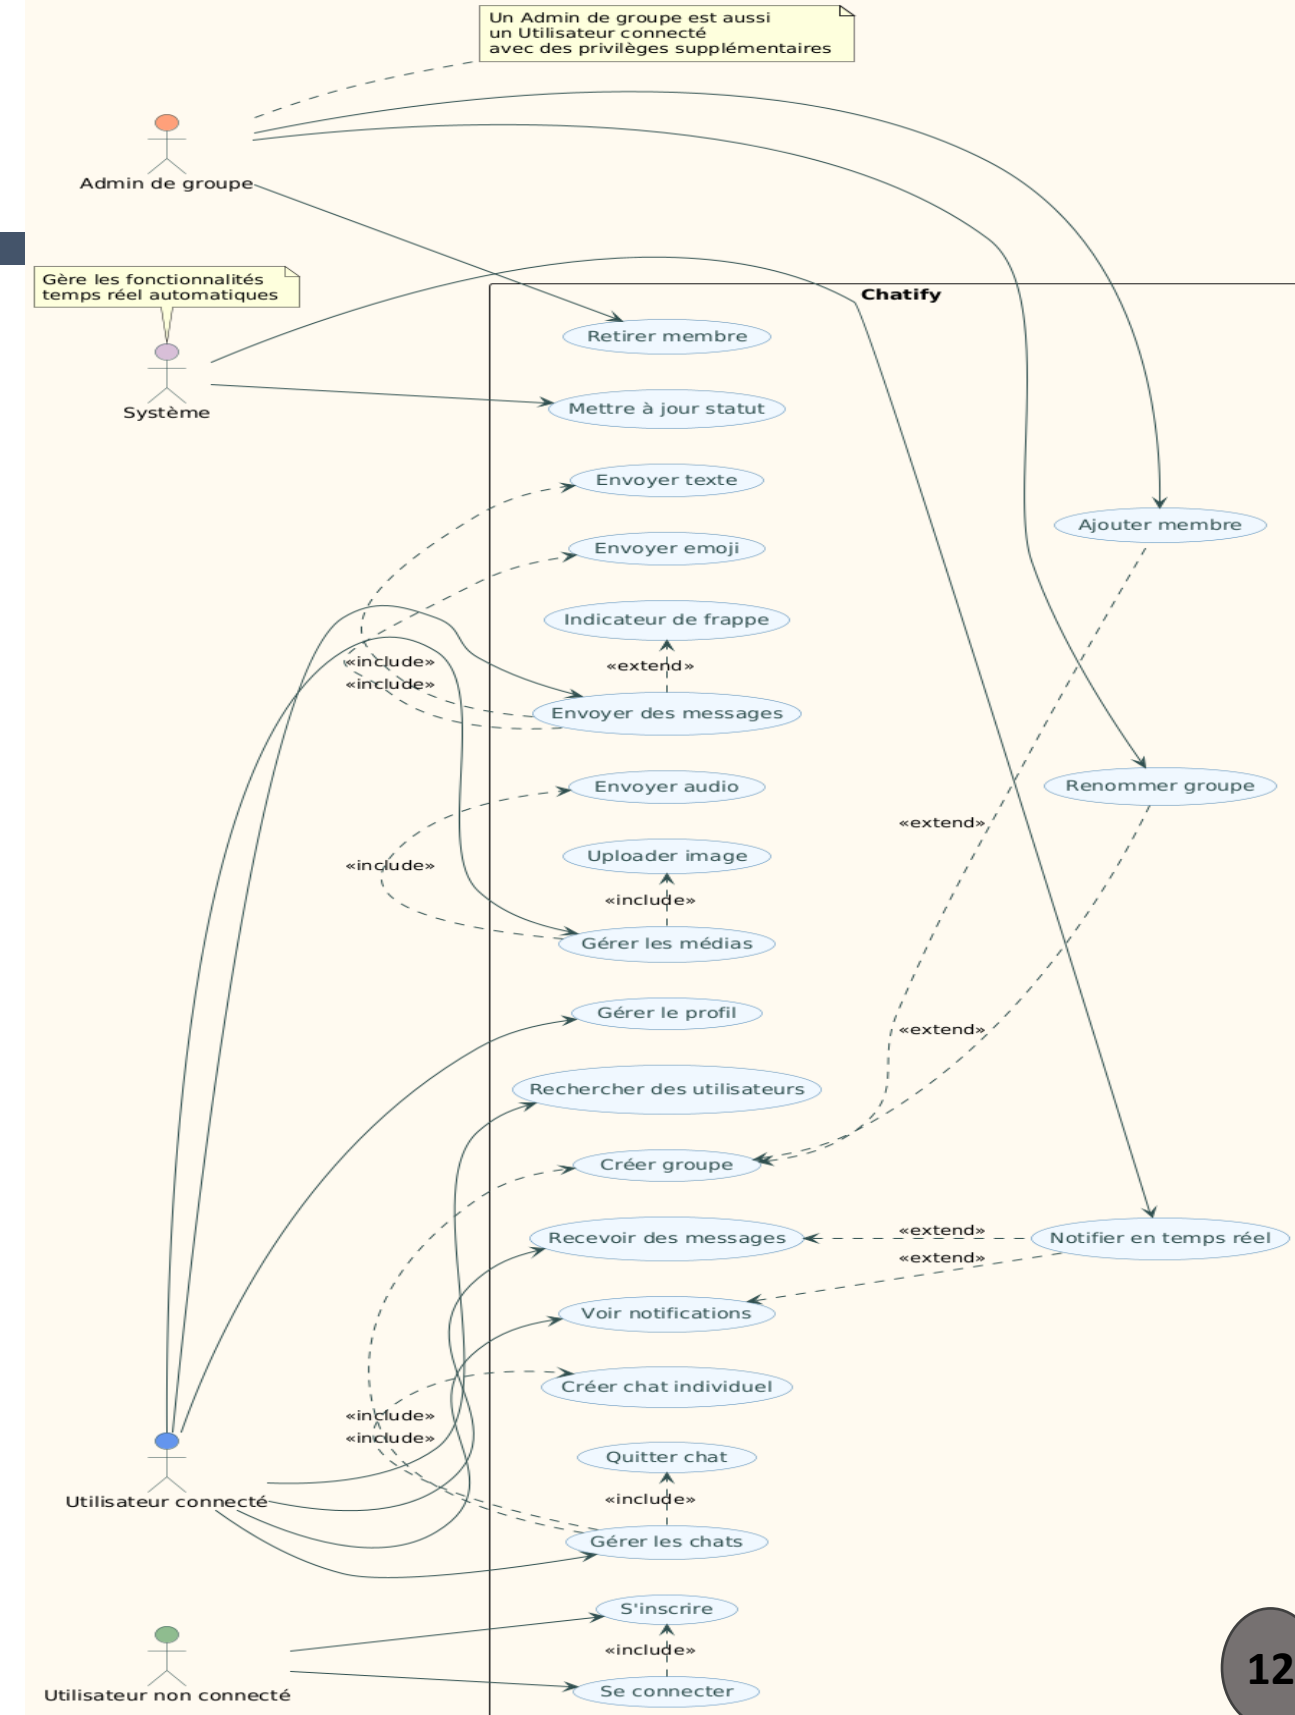 Un Admin de groupe est aussi
un Utilisateur connecté
avec des privilèges supplémentaires
Admin de groupe
Gère les fonctionnalités
temps réel automatiques
Système
Chatify
Retirer membre
Mettre à jour statut
Envoyer texte
Ajouter membre
Envoyer emoji
Indicateur de frappe
«include»
«extend»
«include»
Envoyer des messages
Renommer groupe
Envoyer audio
«extend»
Uploader image
«include»
«include»
Gérer les médias
Gérer le profil
«extend»
Rechercher des utilisateurs
Créer groupe
«extend»
Recevoir des messages
Notifier en temps réel
«extend»
Voir notifications
Créer chat individuel
«include»
«include»
Quitter chat
Utilisateur connecté
«include»
Gérer les chats
S'inscrire
«include»
Utilisateur non connecté
Se connecter
12